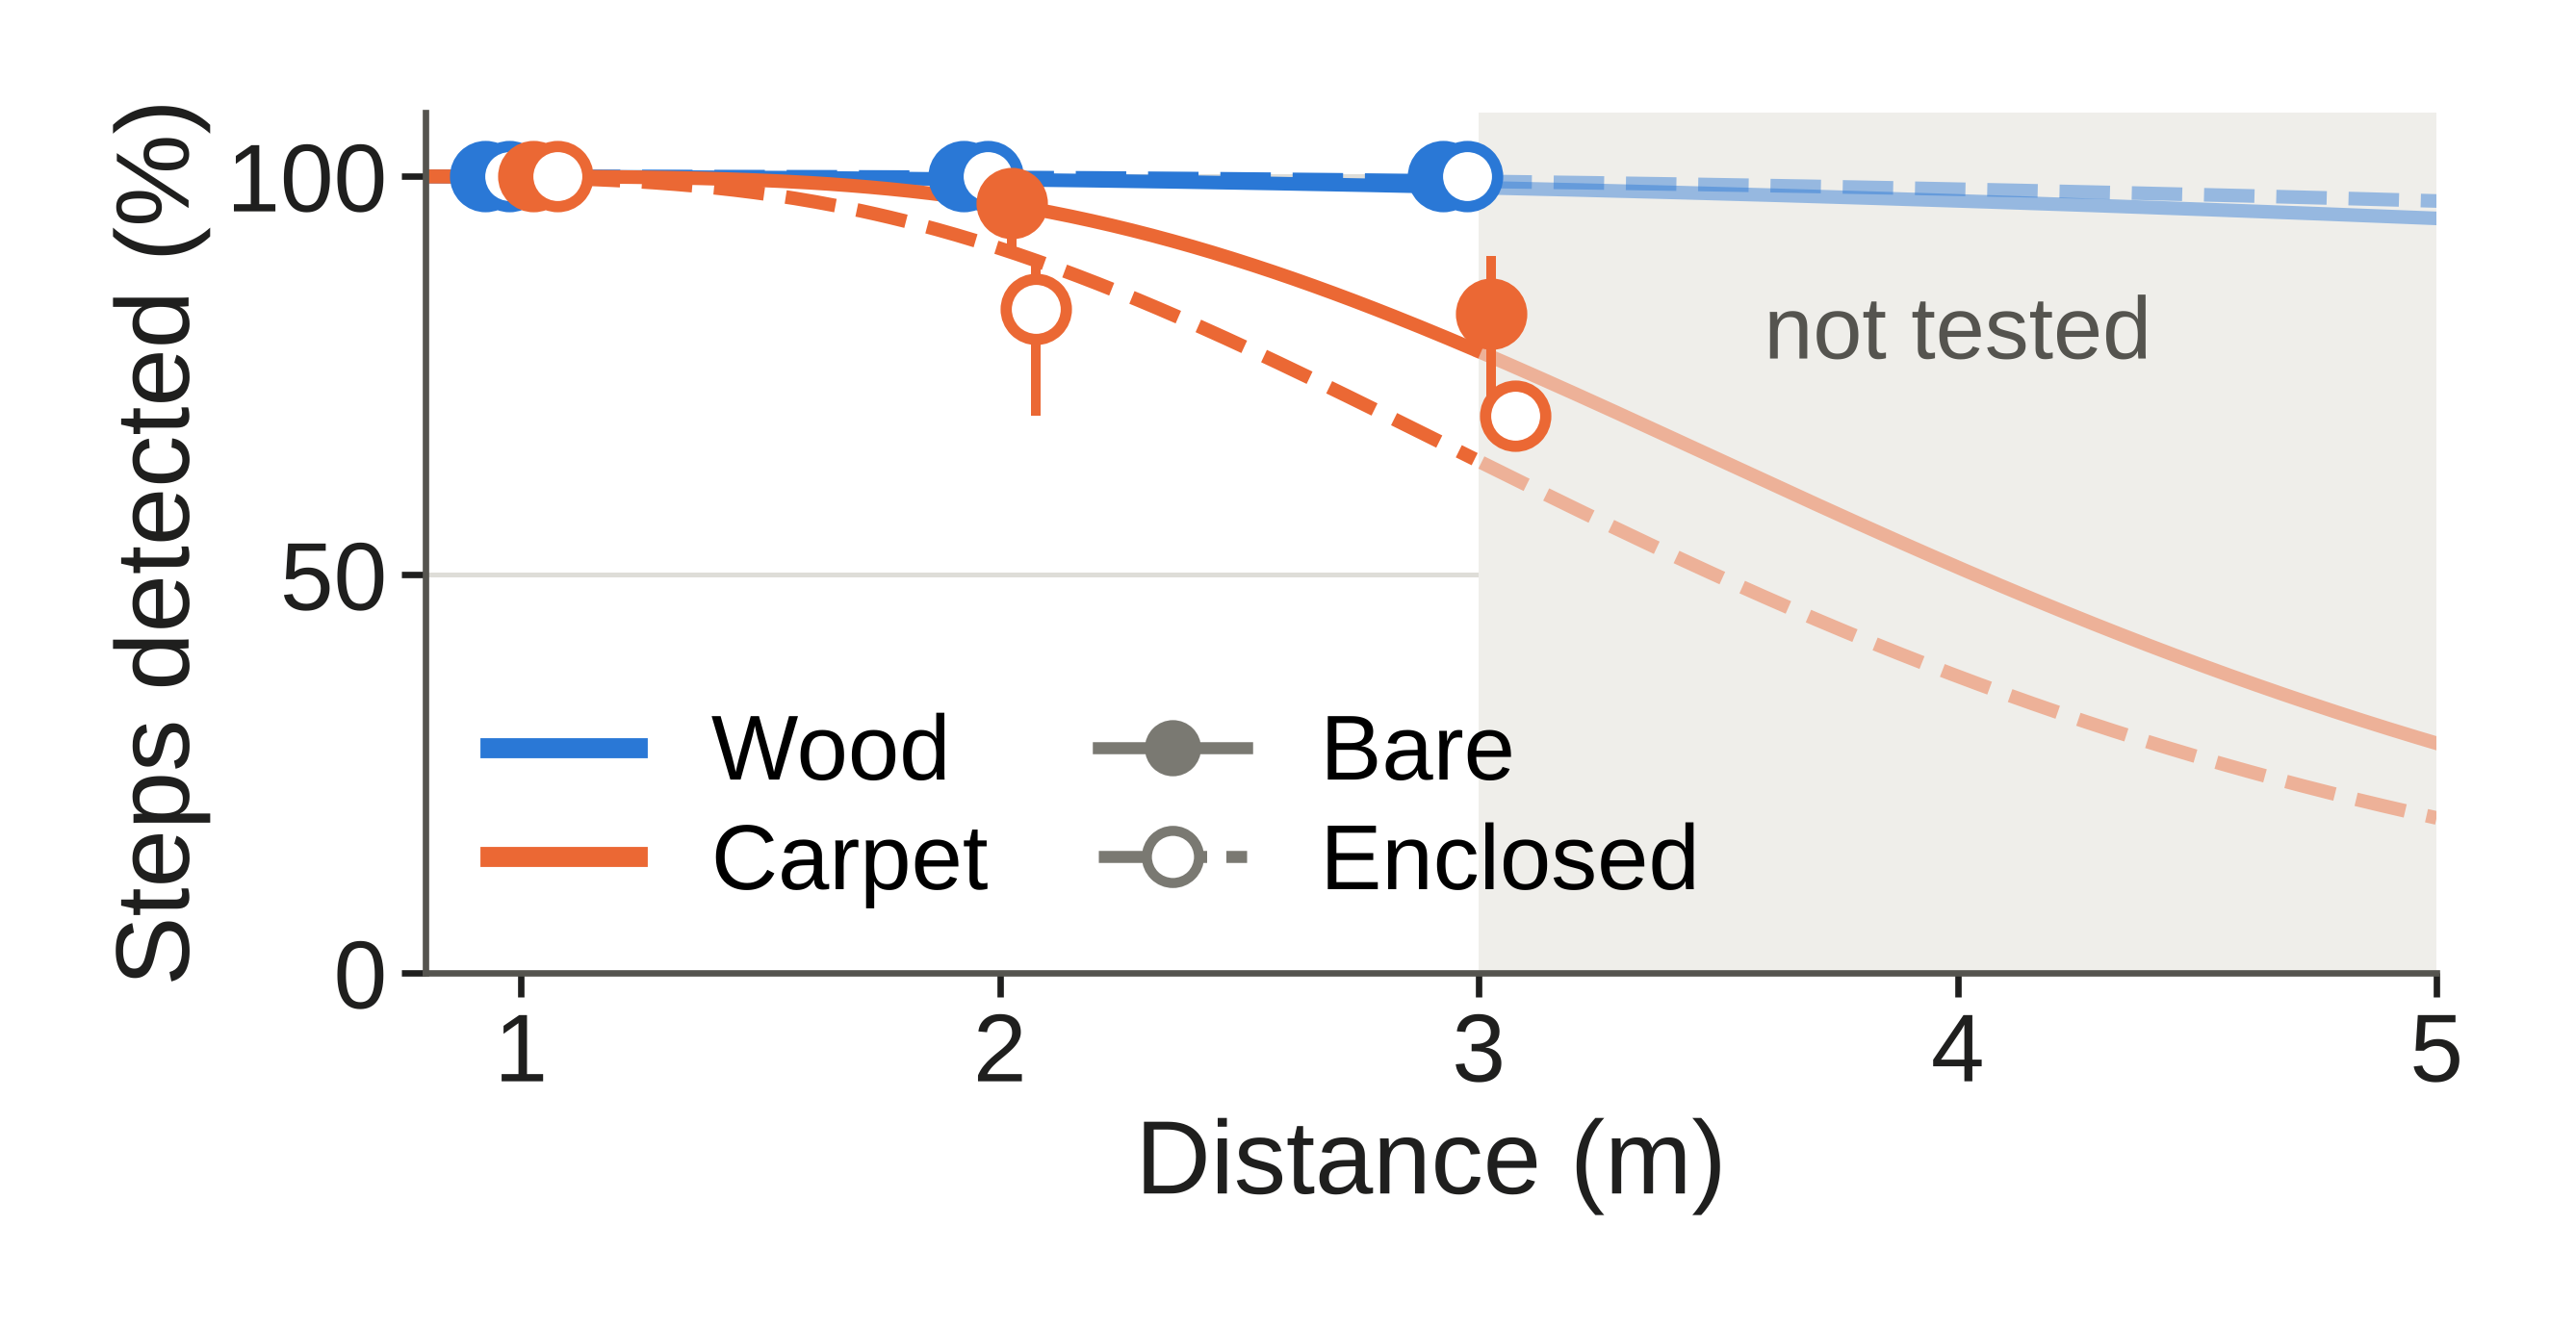 Steps detected (%)
100
50
0
not tested
Wood
Carpet
Bare
Enclosed
1 2 3 4 5
Distance (m)